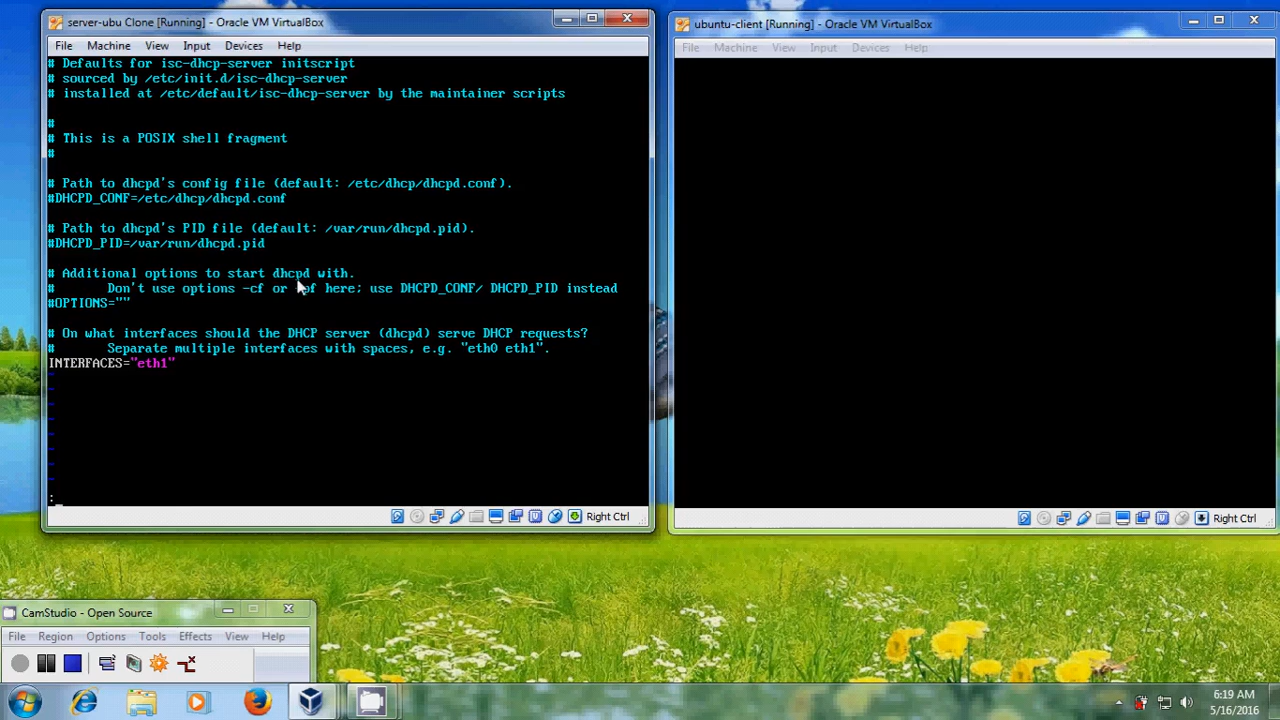 server-ubu Clone [Running] - Oracle VM VirtualBox
File Machine View Input Devices Help
# Defaults for isc-dhcp-server initscript
# sourced by /etc/init.d/isc-dhcp-server
# installed at /etc/default/isc-dhcp-server by the maintainer scripts
#
# This is a POSIX shell fragment
#
# Path to dhcpd's config file (default: /etc/dhcp/dhcpd.conf).
#DHCPD_CONF=/etc/dhcp/dhcpd.conf
# Path to dhcpd's PID file (default: /var/run/dhcpd.pid).
#DHCPD_PID=/var/run/dhcpd.pid
# Additional options to start dhcpd with.
# Don't use options -cf or here; use DHCPD_CONF/ DHCPD_PID instead
#OPTIONS=""
# On what interfaces should the DHCP server (dhcpd) serve DHCP requests?
# Separate multiple interfaces with spaces, e.g. "eth0 eth1".
INTERFACES="eth1"
~
~
~
~
~
~
~
~
:_
Right Ctrl
ubuntu-client [Running] - Oracle VM VirtualBox
File Machine View Input Devices Help
Right Ctrl
CamStudio - Open Source
File Region Options Tools Effects View Help
6:19 AM
5/16/2016